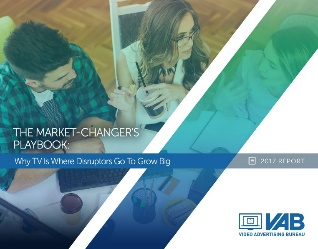 THE MARKET-CHANGER'S
PLAYBOOK:
Why TV Is Where Disruptors Go To Grow Big
2017 REPORT
VAB
VIDEO ADVERTISING BUREAU